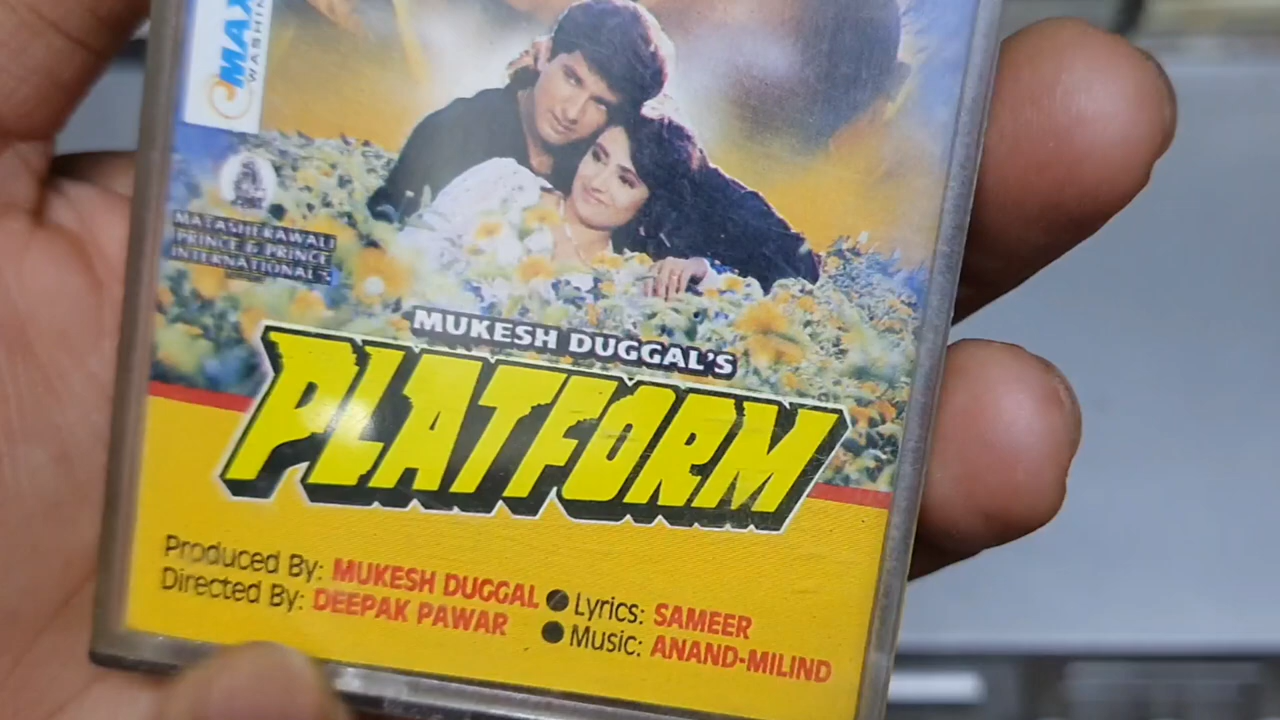 MAX
WASHIN
MATASHERAWALI
PRINCE & PRINCE
INTERNATIONAL'S
MUKESH DUGGAL'S
PLATFORM
Produced By: MUKESH DUGGAL ● Lyrics: SAMEER
Directed By: DEEPAK PAWAR ● Music: ANAND-MILIND